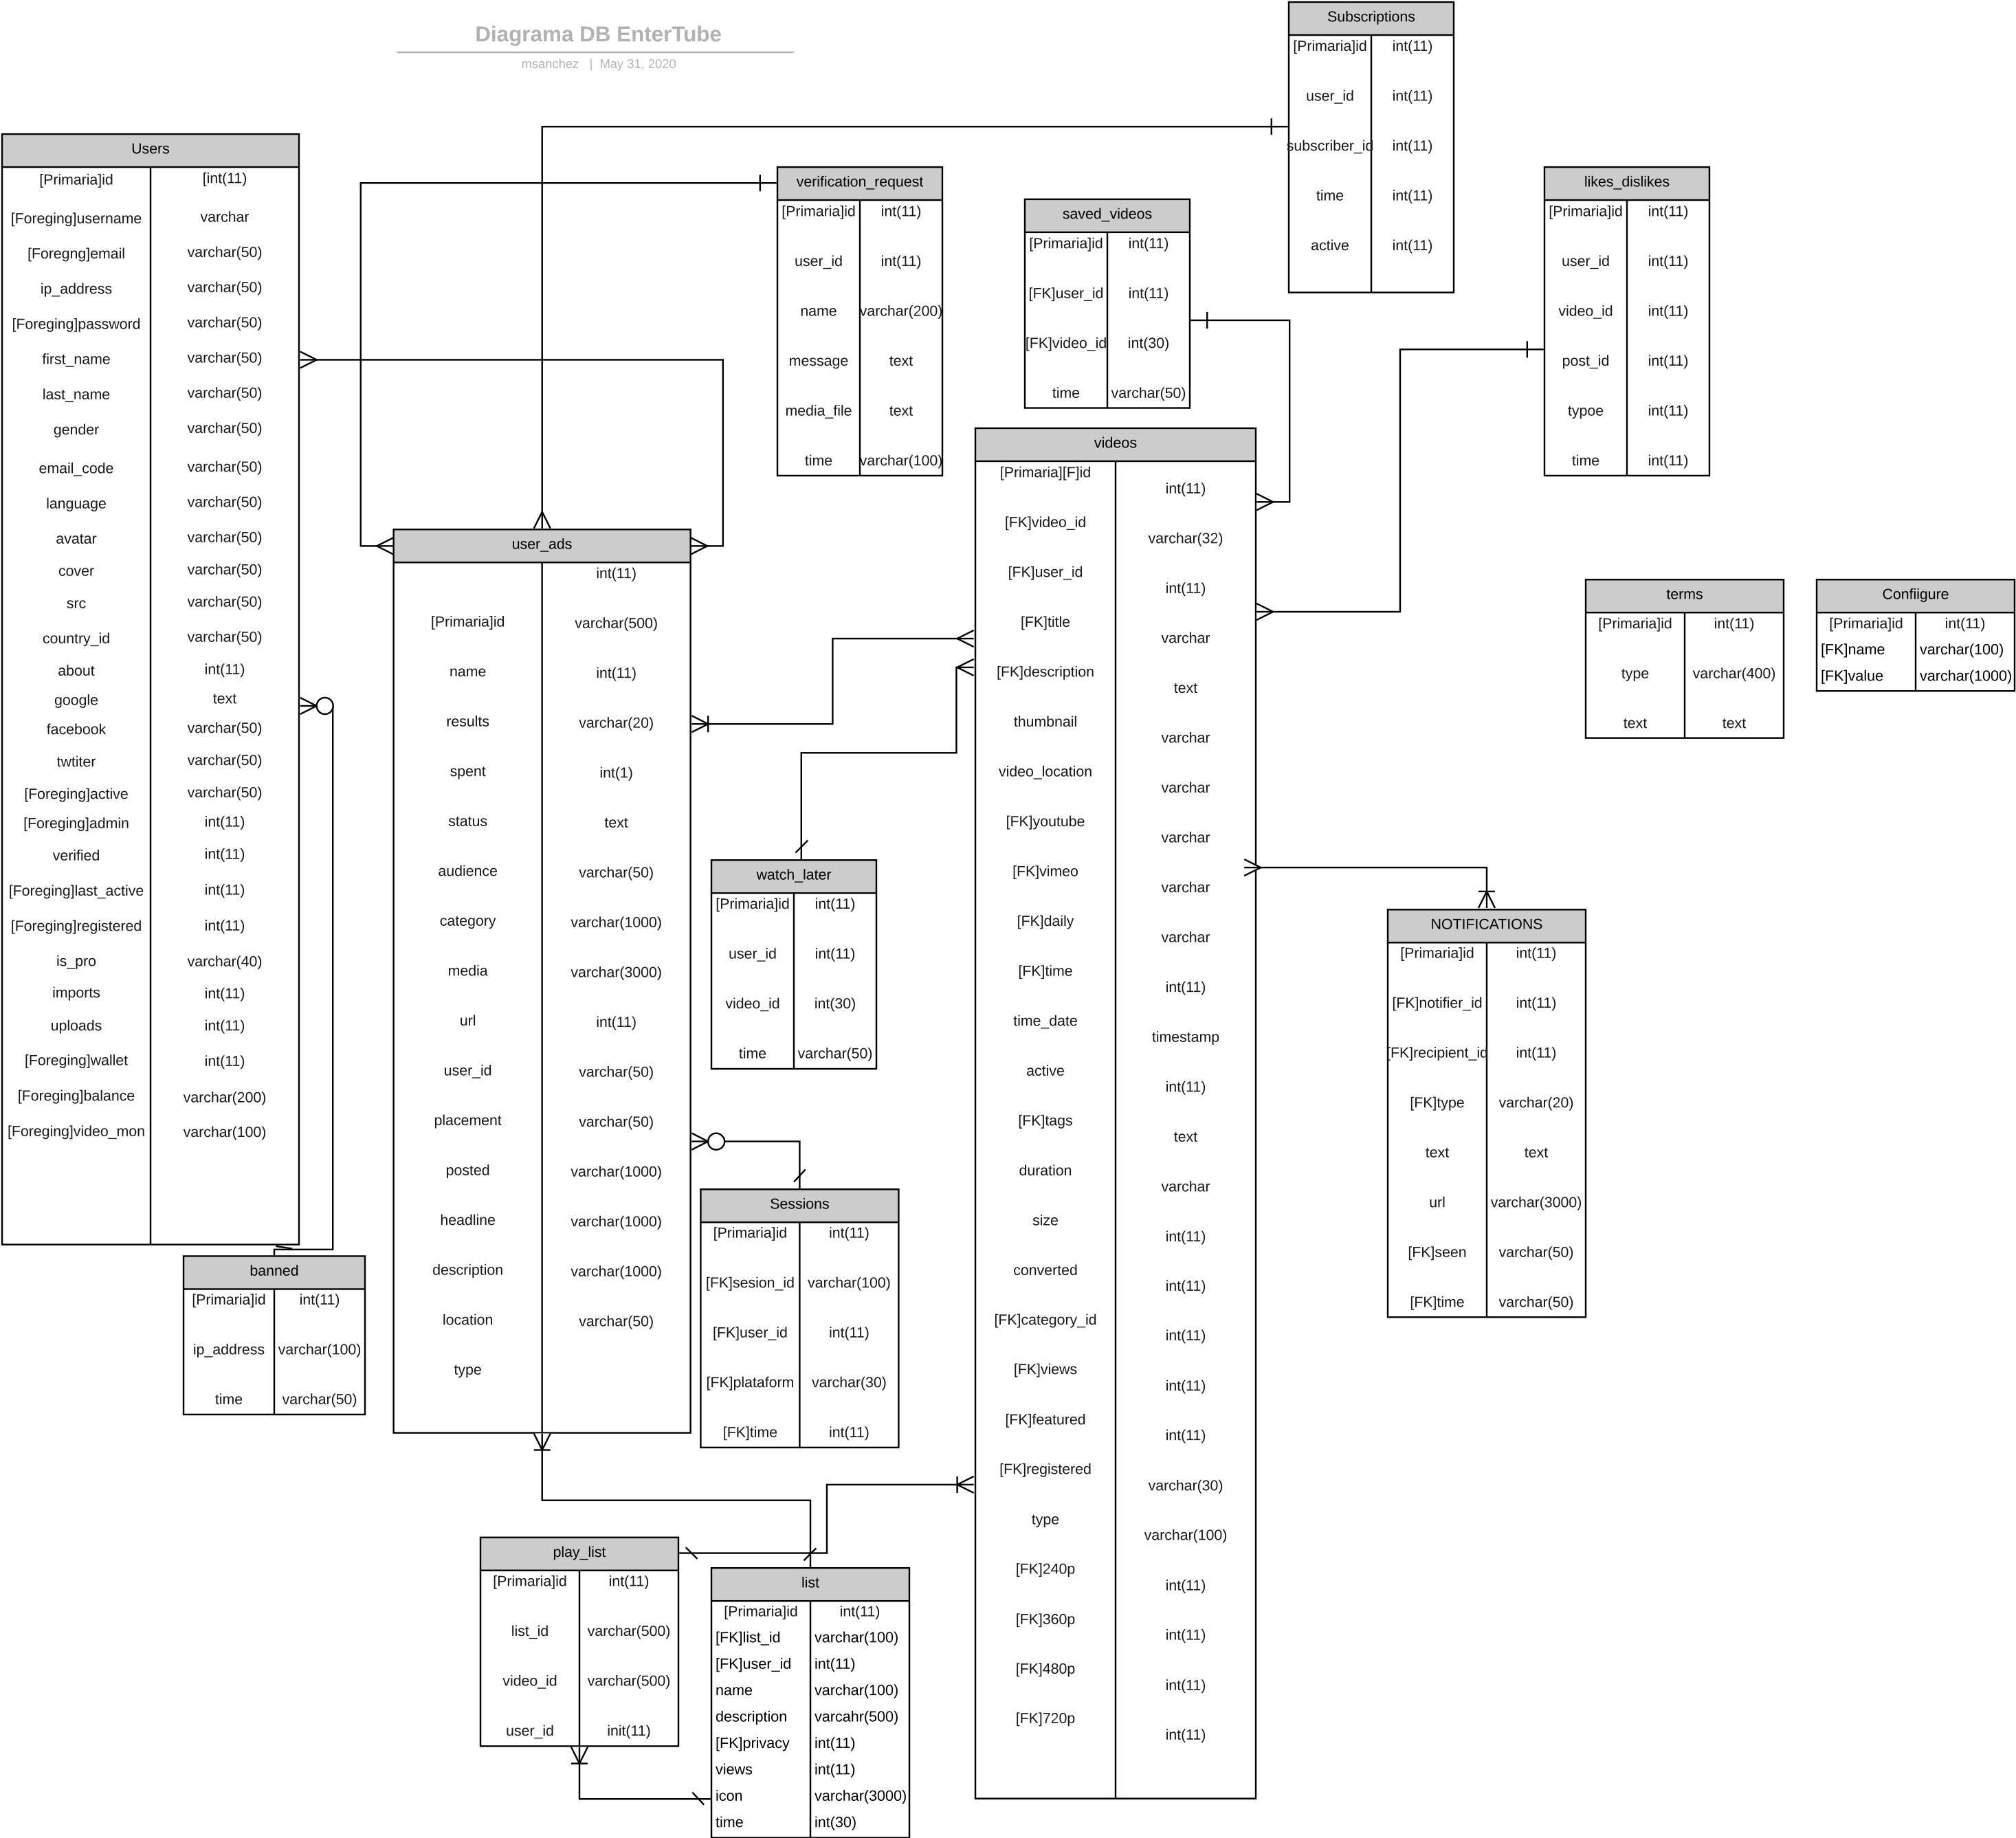 Diagrama DB EnterTube
msanchez | May 31, 2020
Subscriptions
[Primaria]id int(11)
user_id int(11)
subscriber_id int(11)
time int(11)
active int(11)
Users
[Primaria]id [int(11)
[Foreging]username varchar
[Foregng]email varchar(50)
ip_address varchar(50)
[Foreging]password varchar(50)
first_name varchar(50)
last_name varchar(50)
gender varchar(50)
email_code varchar(50)
language varchar(50)
avatar varchar(50)
cover varchar(50)
src varchar(50)
country_id varchar(50)
about int(11)
google text
facebook varchar(50)
twtiter varchar(50)
[Foreging]active varchar(50)
[Foreging]admin int(11)
verified int(11)
[Foreging]last_active int(11)
[Foreging]registered int(11)
is_pro varchar(40)
imports int(11)
uploads int(11)
[Foreging]wallet int(11)
[Foreging]balance varchar(200)
[Foreging]video_mon varchar(100)
verification_request
[Primaria]id int(11)
user_id int(11)
name varchar(200)
message text
media_file text
time varchar(100)
saved_videos
[Primaria]id int(11)
[FK]user_id int(11)
[FK]video_id int(30)
time varchar(50)
likes_dislikes
[Primaria]id int(11)
user_id int(11)
video_id int(11)
post_id int(11)
typoe int(11)
time int(11)
videos
[Primaria][F]id
int(11)
[FK]video_id
varchar(32)
[FK]user_id
int(11)
[FK]title
varchar
[FK]description
text
thumbnail
varchar
video_location
varchar
[FK]youtube
varchar
[FK]vimeo
varchar
[FK]daily
varchar
[FK]time
int(11)
time_date
timestamp
active
int(11)
[FK]tags
text
duration
varchar
size
int(11)
converted
int(11)
[FK]category_id
int(11)
[FK]views
int(11)
[FK]featured
int(11)
[FK]registered
varchar(30)
type
varchar(100)
[FK]240p
int(11)
[FK]360p
int(11)
[FK]480p
int(11)
[FK]720p
int(11)
user_ads
int(11)
[Primaria]id varchar(500)
name int(11)
results varchar(20)
spent int(1)
status text
audience varchar(50)
category varchar(1000)
media varchar(3000)
url int(11)
user_id varchar(50)
placement varchar(50)
posted varchar(1000)
headline varchar(1000)
description varchar(1000)
location varchar(50)
type
terms
[Primaria]id int(11)
type varchar(400)
text text
Confiigure
[Primaria]id int(11)
[FK]name varchar(100)
[FK]value varchar(1000)
watch_later
[Primaria]id int(11)
user_id int(11)
video_id int(30)
time varchar(50)
NOTIFICATIONS
[Primaria]id int(11)
[FK]notifier_id int(11)
[FK]recipient_id int(11)
[FK]type varchar(20)
text text
url varchar(3000)
[FK]seen varchar(50)
[FK]time varchar(50)
Sessions
[Primaria]id int(11)
[FK]sesion_id varchar(100)
[FK]user_id int(11)
[FK]plataform varchar(30)
[FK]time int(11)
banned
[Primaria]id int(11)
ip_address varchar(100)
time varchar(50)
play_list
[Primaria]id int(11)
list_id varchar(500)
video_id varchar(500)
user_id init(11)
list
[Primaria]id int(11)
[FK]list_id varchar(100)
[FK]user_id int(11)
name varchar(100)
description varcahr(500)
[FK]privacy int(11)
views int(11)
icon varchar(3000)
time int(30)